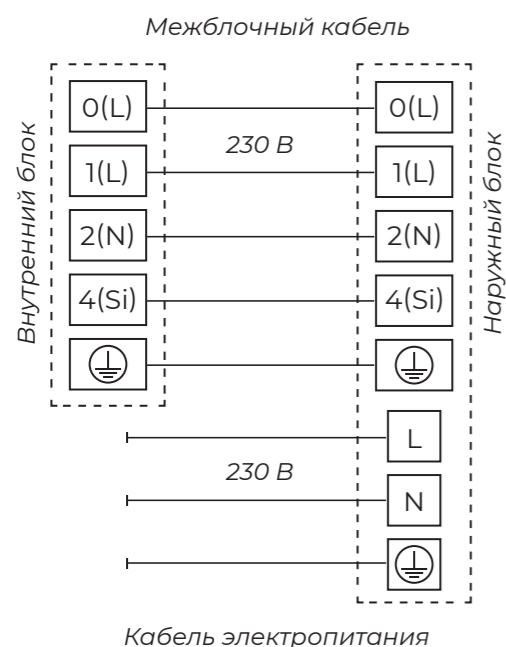 Межблочный кабель
Внутренний блок
Наружный блок
0(L) 0(L)
230 В
1(L) 1(L)
2(N) 2(N)
4(Si) 4(Si)
L
230 В
N
Кабель электропитания